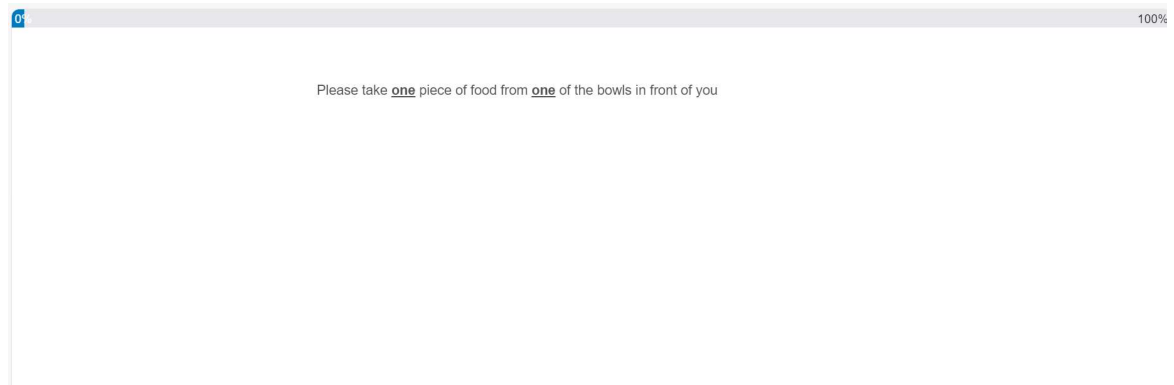 0% 100%
Please take one piece of food from one of the bowls in front of you